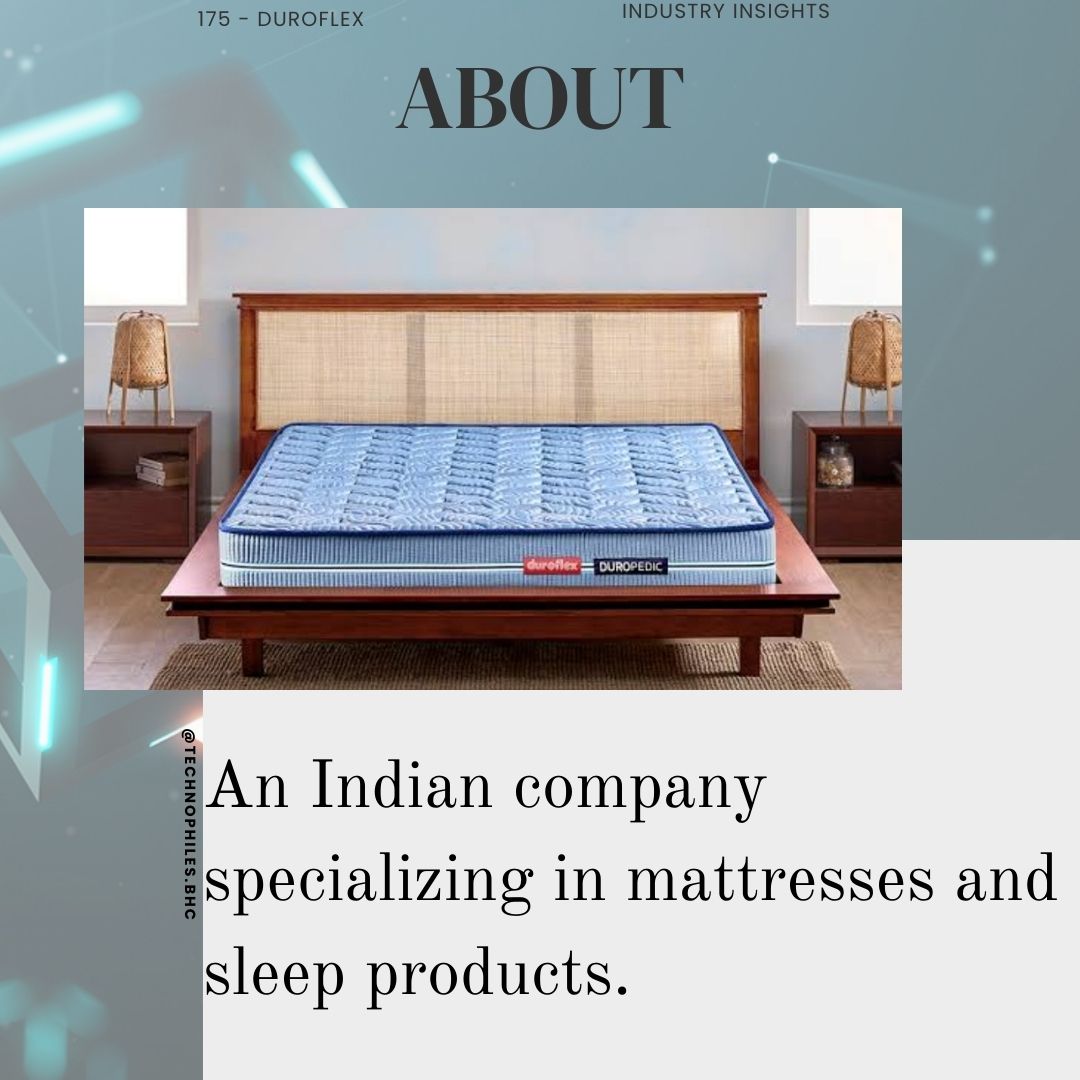 175 - DUROFLEX
INDUSTRY INSIGHTS
ABOUT
duroflex DUROPEDIC
@TECHNOPHILES.BHC
An Indian company
specializing in mattresses and
sleep products.